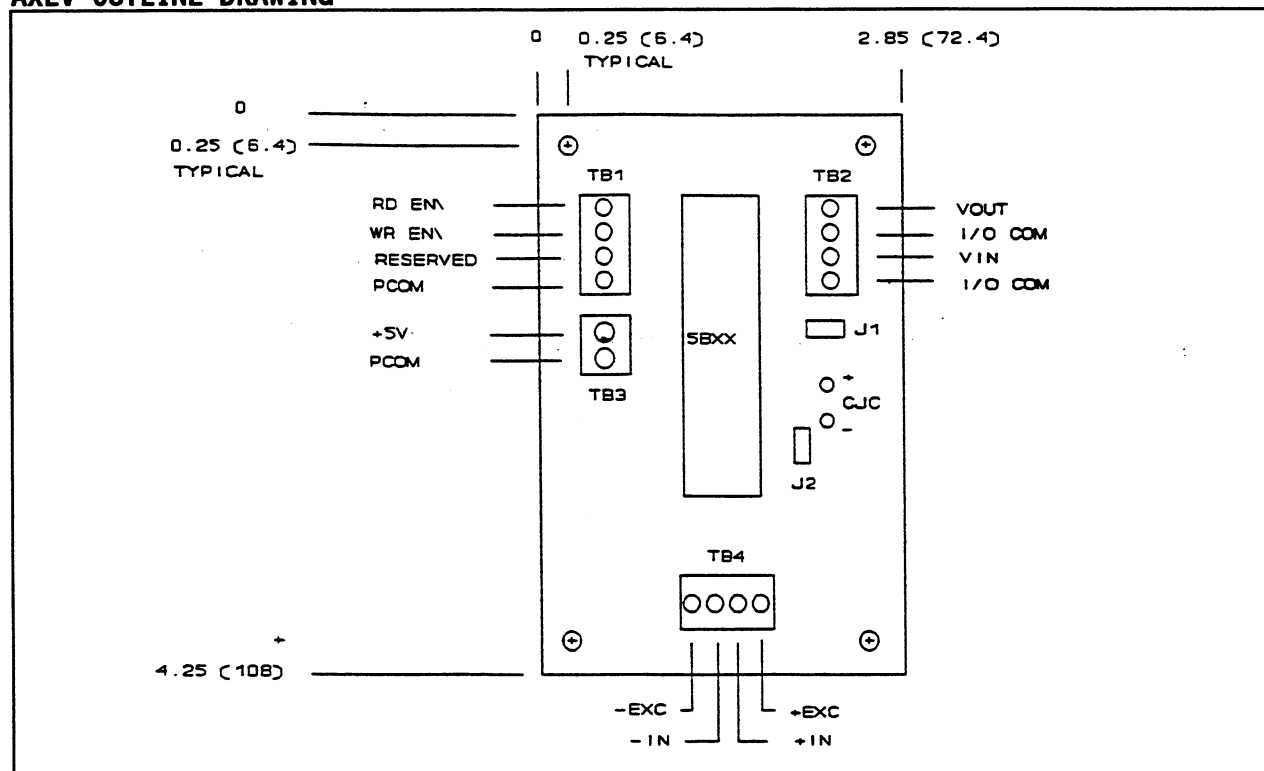 AXEV OUTLINE DRAWING
0 0.25 (6.4) 2.85 (72.4)
TYPICAL
0
0.25 (6.4)
TYPICAL
TB1 TB2
RD EN\ VOUT
WR EN\ I/O COM
RESERVED VIN
PCOM I/O COM
+5V 5BXX J1
PCOM
TB3
+
CJC
-
J2
TB4
+
4.25 (108)
-EXC +EXC
-IN +IN